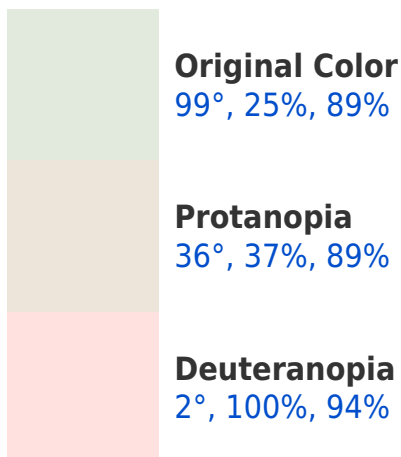 Original Color
99°, 25%, 89%
Protanopia
36°, 37%, 89%
Deuteranopia
2°, 100%, 94%